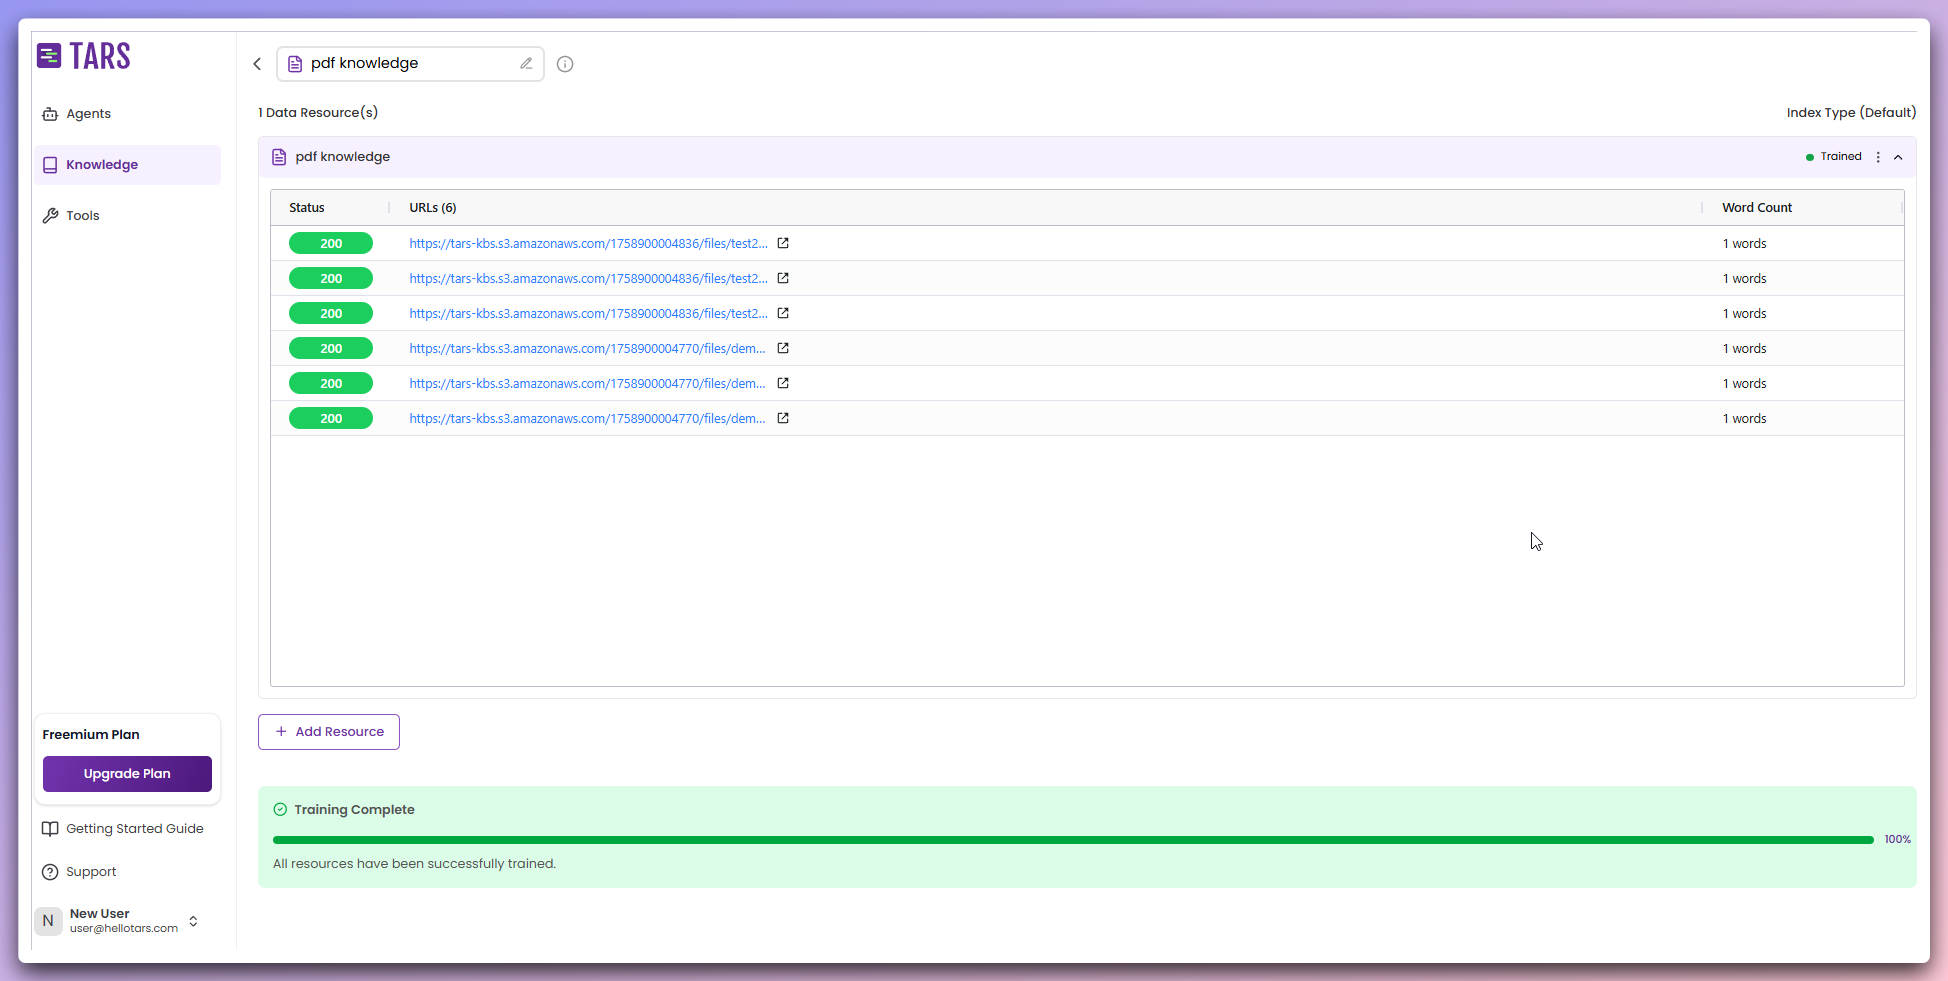 TARS
Agents
Knowledge
Tools
Freemium Plan
Upgrade Plan
Getting Started Guide
Support
N
New User
user@hellotars.com
pdf knowledge
1 Data Resource(s)
Index Type (Default)
pdf knowledge
Trained
Status URLs (6) Word Count
200 https://tars-kbs.s3.amazonaws.com/1758900004836/files/test2... 1 words
200 https://tars-kbs.s3.amazonaws.com/1758900004836/files/test2... 1 words
200 https://tars-kbs.s3.amazonaws.com/1758900004836/files/test2... 1 words
200 https://tars-kbs.s3.amazonaws.com/1758900004770/files/dem... 1 words
200 https://tars-kbs.s3.amazonaws.com/1758900004770/files/dem... 1 words
200 https://tars-kbs.s3.amazonaws.com/1758900004770/files/dem... 1 words
+ Add Resource
Training Complete
100%
All resources have been successfully trained.